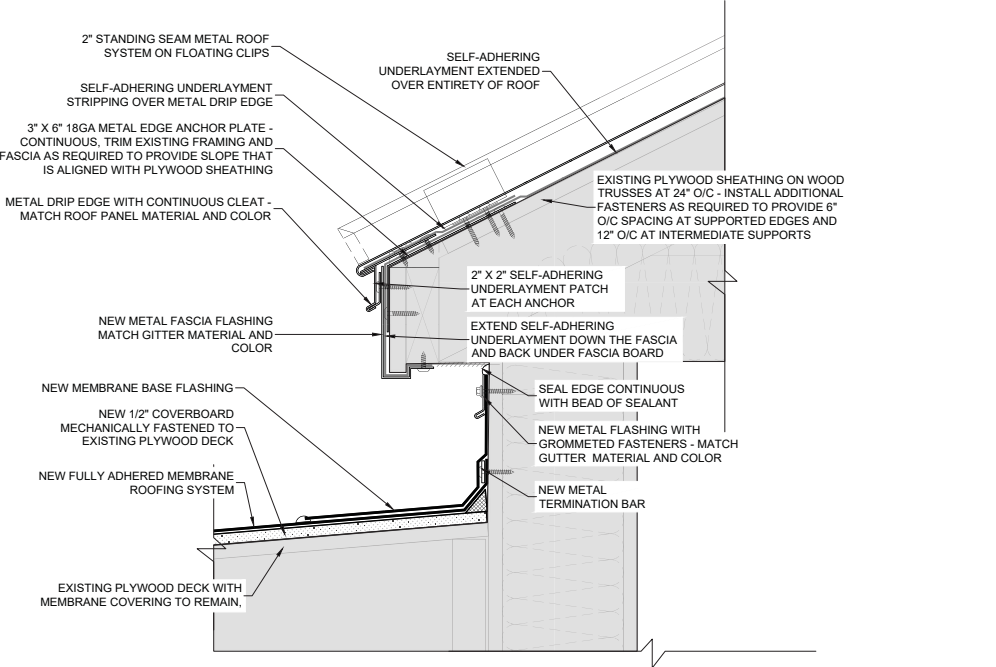 2" STANDING SEAM METAL ROOF
SYSTEM ON FLOATING CLIPS
SELF-ADHERING
UNDERLAYMENT EXTENDED
OVER ENTIRETY OF ROOF
SELF-ADHERING UNDERLAYMENT
STRIPPING OVER METAL DRIP EDGE
3" X 6" 18GA METAL EDGE ANCHOR PLATE -
CONTINUOUS, TRIM EXISTING FRAMING AND
FASCIA AS REQUIRED TO PROVIDE SLOPE THAT
IS ALIGNED WITH PLYWOOD SHEATHING
METAL DRIP EDGE WITH CONTINUOUS CLEAT -
MATCH ROOF PANEL MATERIAL AND COLOR
EXISTING PLYWOOD SHEATHING ON WOOD
TRUSSES AT 24" O/C - INSTALL ADDITIONAL
FASTENERS AS REQUIRED TO PROVIDE 6"
O/C SPACING AT SUPPORTED EDGES AND
12" O/C AT INTERMEDIATE SUPPORTS
2" X 2" SELF-ADHERING
UNDERLAYMENT PATCH
AT EACH ANCHOR
NEW METAL FASCIA FLASHING
MATCH GITTER MATERIAL AND
COLOR
EXTEND SELF-ADHERING
UNDERLAYMENT DOWN THE FASCIA
AND BACK UNDER FASCIA BOARD
NEW MEMBRANE BASE FLASHING
SEAL EDGE CONTINUOUS
WITH BEAD OF SEALANT
NEW 1/2" COVERBOARD
MECHANICALLY FASTENED TO
EXISTING PLYWOOD DECK
NEW METAL FLASHING WITH
GROMMETED FASTENERS - MATCH
GUTTER MATERIAL AND COLOR
NEW FULLY ADHERED MEMBRANE
ROOFING SYSTEM
NEW METAL
TERMINATION BAR
EXISTING PLYWOOD DECK WITH
MEMBRANE COVERING TO REMAIN,